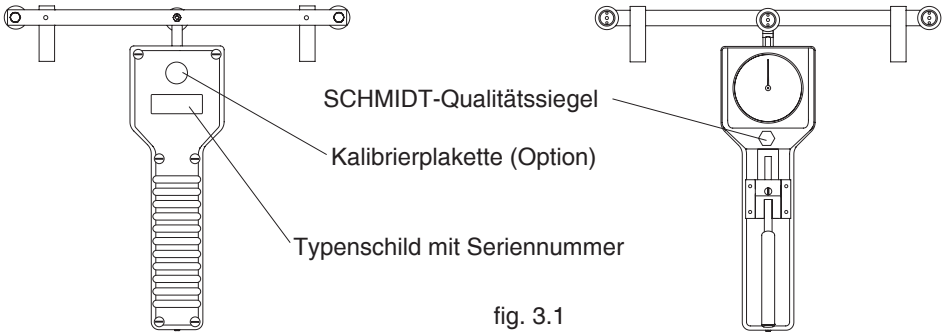 SCHMIDT-Qualitätssiegel
Kalibrierplakette (Option)
Typenschild mit Seriennummer
fig. 3.1